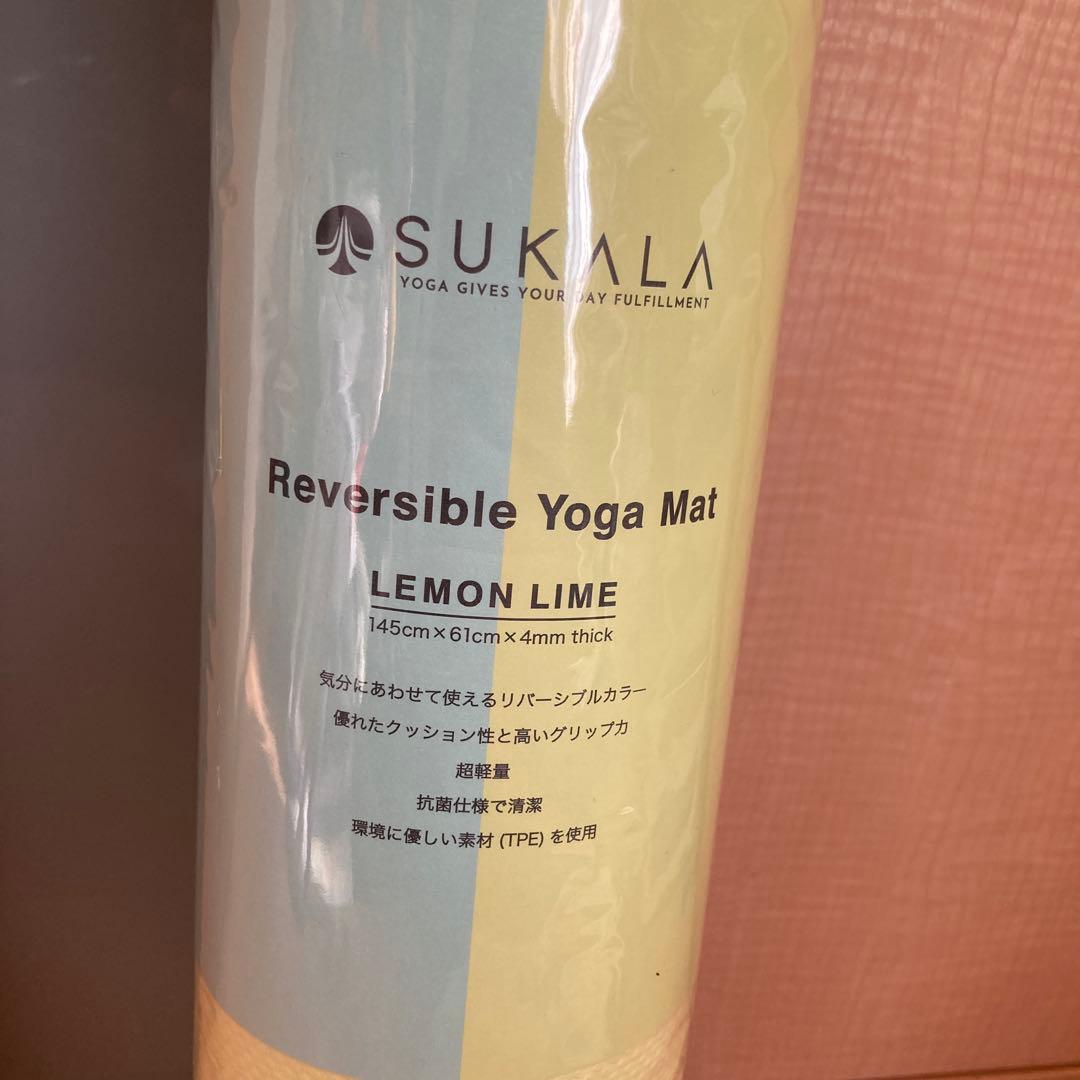 SUKALA
YOGA GIVES YOUR DAY FULFILLMENT
Reversible Yoga Mat
LEMON LIME
145cm×61cm×4mm thick
気分にあわせて使えるリバーシブルカラー
優れたクッション性と高いグリップ力
超軽量
抗菌仕様で清潔
環境に優しい素材 (TPE) を使用